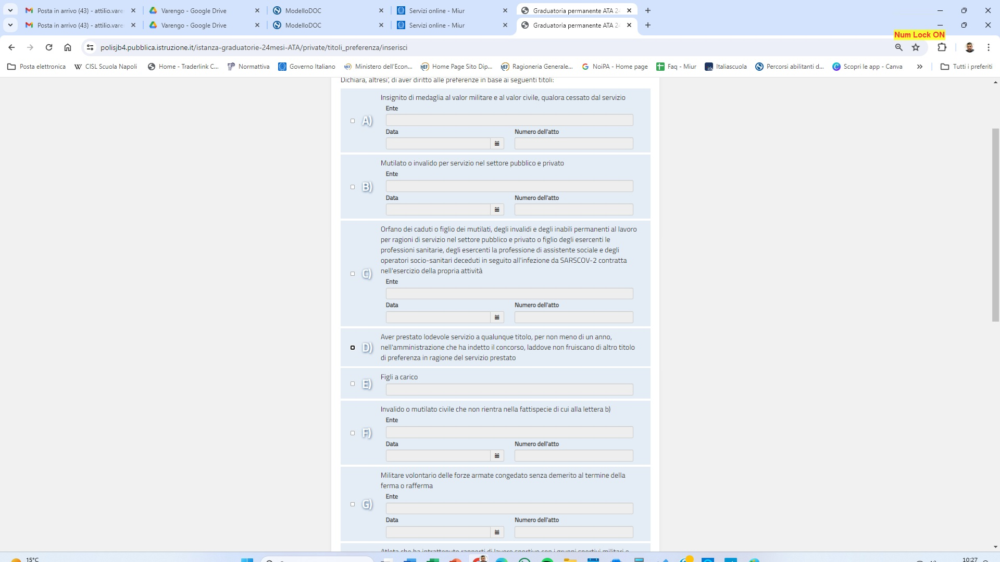 Posta in arrivo (43) - attilio.vare
Varengo - Google Drive
ModelloDOC
Servizi online - Miur
Graduatoria permanente ATA 2
Posta in arrivo (43) - attilio.vare
Varengo - Google Drive
ModelloDOC
Servizi online - Miur
Graduatoria permanente ATA 2
Num Lock ON
polisjb4.pubblica.istruzione.it/istanza-graduatorie-24mesi-ATA/private/titoli_preferenza/inserisci
Posta elettronica
CISL Scuola Napoli
Home - Traderlink C...
Normattiva
Governo Italiano
Ministero dell'Econ...
Home Page Sito Dip...
Ragioneria Generale...
NoiPA - Home page
Faq - Miur
Italiascuola
Percorsi abilitanti d...
Scopri le app - Canva
Tutti i preferiti
Dichiara, altresi', di aver diritto alle preferenze in base ai seguenti titoli:
A)
Insignito di medaglia al valor militare e al valor civile, qualora cessato dal servizio
Ente
Data Numero dell'atto
B)
Mutilato o invalido per servizio nel settore pubblico e privato
Ente
Data Numero dell'atto
C)
Orfano dei caduti o figlio dei mutilati, degli invalidi e degli inabili permanenti al lavoro
per ragioni di servizio nel settore pubblico e privato o figlio degli esercenti le
professioni sanitarie, degli esercenti la professione di assistente sociale e degli
operatori socio-sanitari deceduti in seguito all'infezione da SARSCOV-2 contratta
nell'esercizio della propria attività
Ente
Data Numero dell'atto
D)
Aver prestato lodevole servizio a qualunque titolo, per non meno di un anno,
nell'amministrazione che ha indetto il concorso, laddove non fruiscano di altro titolo
di preferenza in ragione del servizio prestato
E)
Figli a carico
F)
Invalido o mutilato civile che non rientra nella fattispecie di cui alla lettera b)
Ente
Data Numero dell'atto
G)
Militare volontario delle forze armate congedato senza demerito al termine della
ferma o rafferma
Ente
Data Numero dell'atto
Atleta che ha intrattenuto rapporti di lavoro sportivo con i gruppi sportivi militari e
15°C
10:27